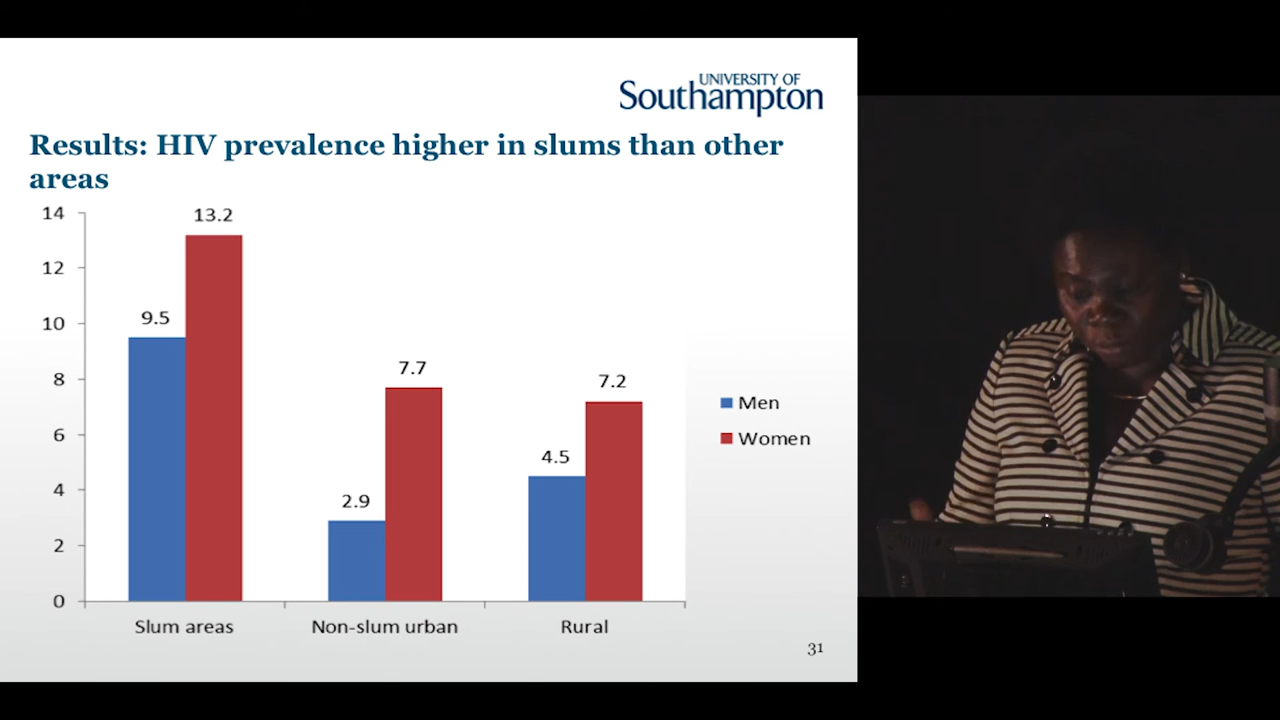 UNIVERSITY OF
Southampton
Results: HIV prevalence higher in slums than other
areas
14
12
10
8
6
4
2
0
9.5
13.2
2.9
7.7
4.5
7.2
Slum areas
Non-slum urban
Rural
Men
Women
31